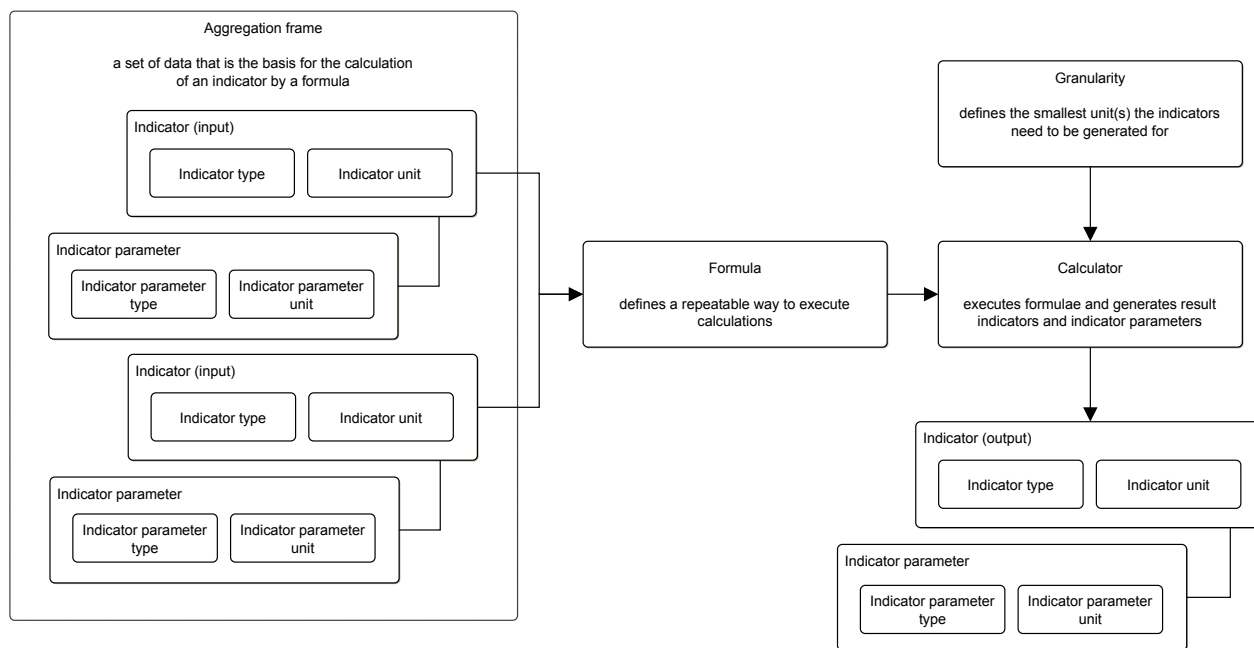 Aggregation frame
a set of data that is the basis for the calculation
of an indicator by a formula
Indicator (input)
Indicator type
Indicator unit
Indicator parameter
Indicator parameter
type
Indicator parameter
unit
Indicator (input)
Indicator type
Indicator unit
Indicator parameter
Indicator parameter
type
Indicator parameter
unit
Formula
defines a repeatable way to execute
calculations
Granularity
defines the smallest unit(s) the indicators
need to be generated for
Calculator
executes formulae and generates result
indicators and indicator parameters
Indicator (output)
Indicator type
Indicator unit
Indicator parameter
Indicator parameter
type
Indicator parameter
unit